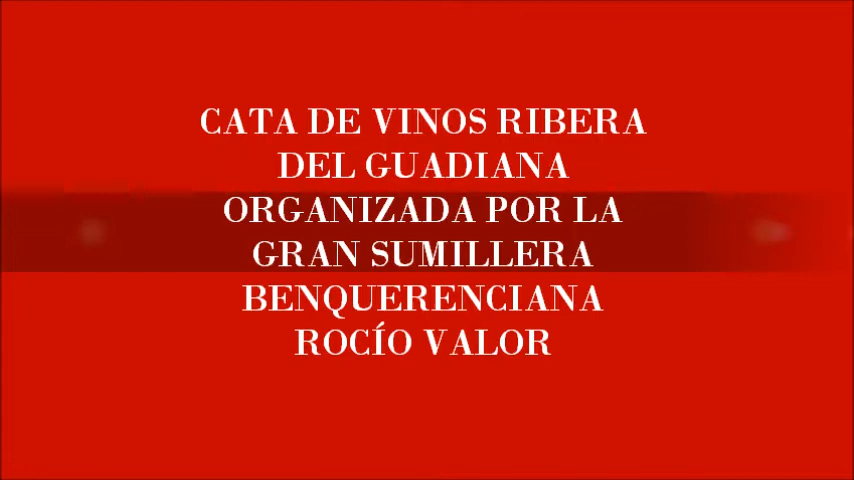 CATA DE VINOS RIBERA
DEL GUADIANA
ORGANIZADA POR LA
GRAN SUMILLERA
BENQUERENCIANA
ROCÍO VALOR